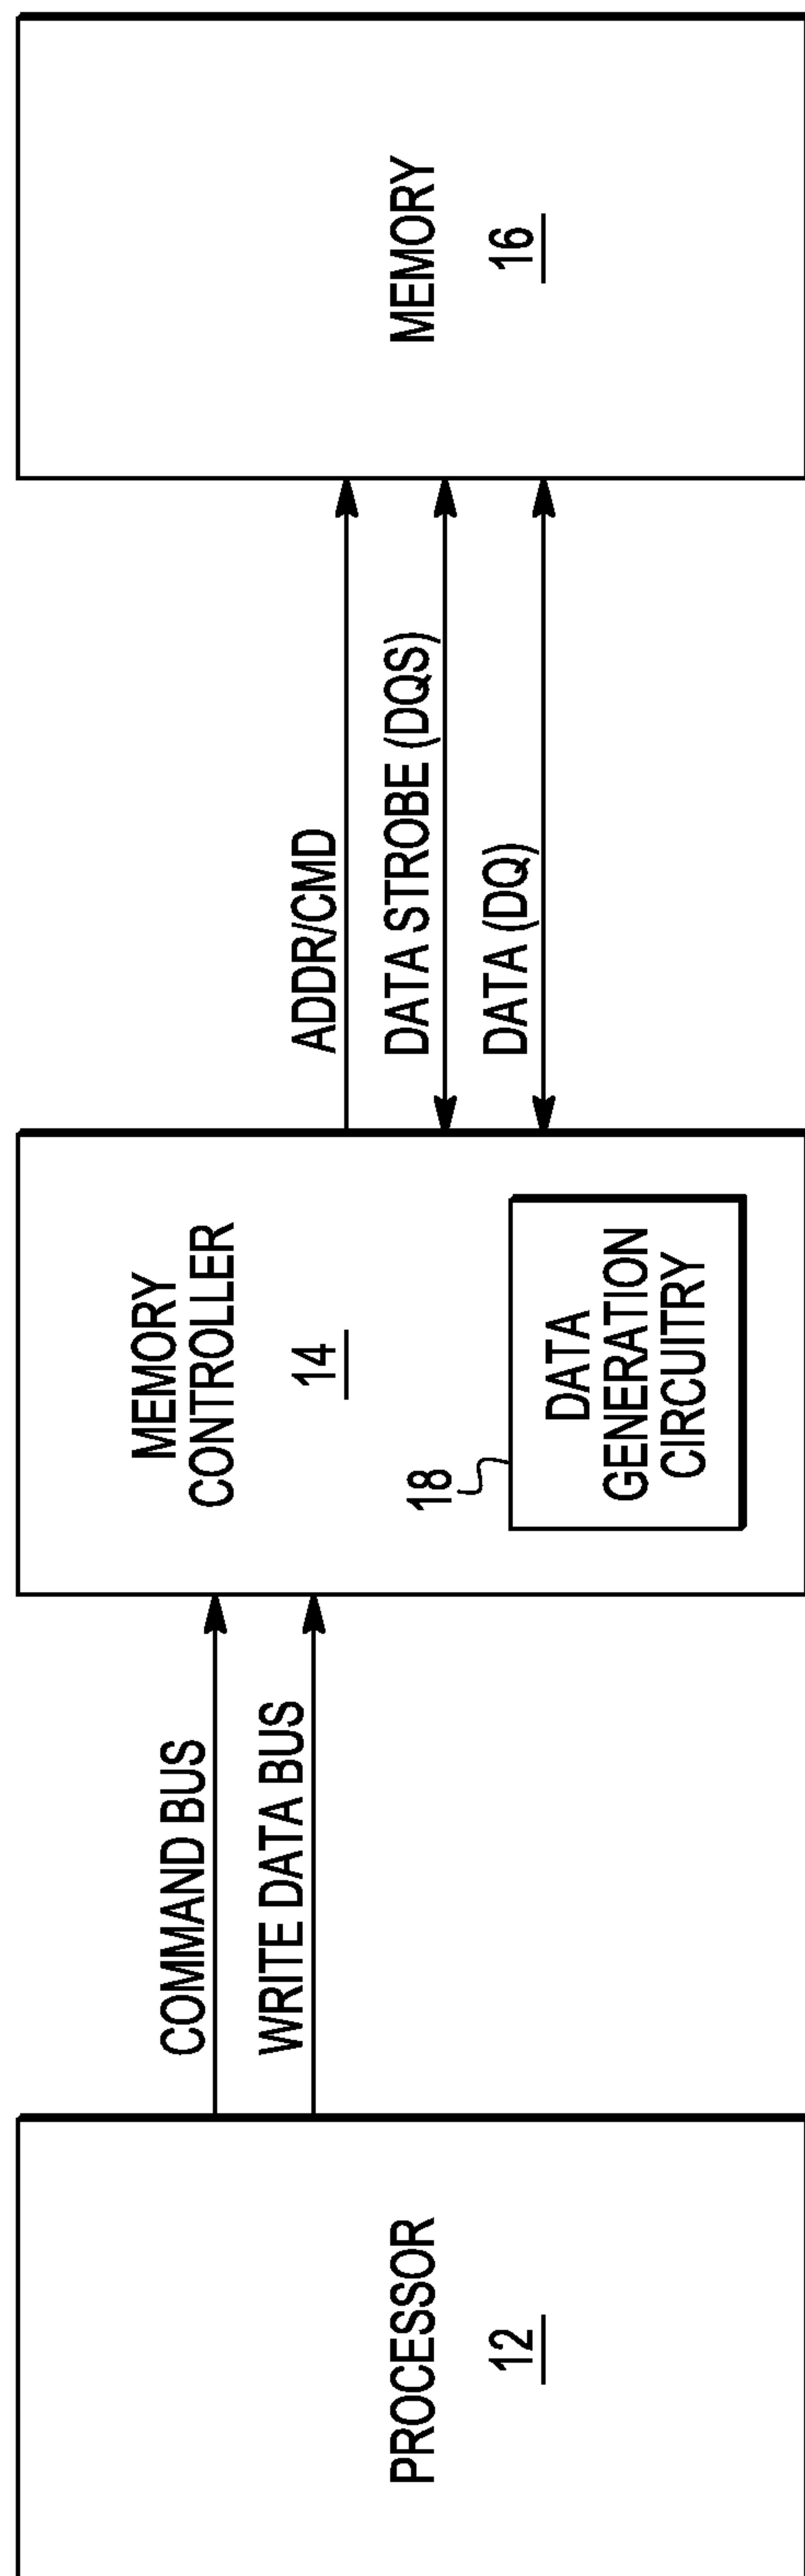 PROCESSOR
12
COMMAND BUS
WRITE DATA BUS
MEMORY
CONTROLLER
14
18
DATA
GENERATION
CIRCUITRY
ADDR/CMD
DATA STROBE (DQS)
DATA (DQ)
MEMORY
16